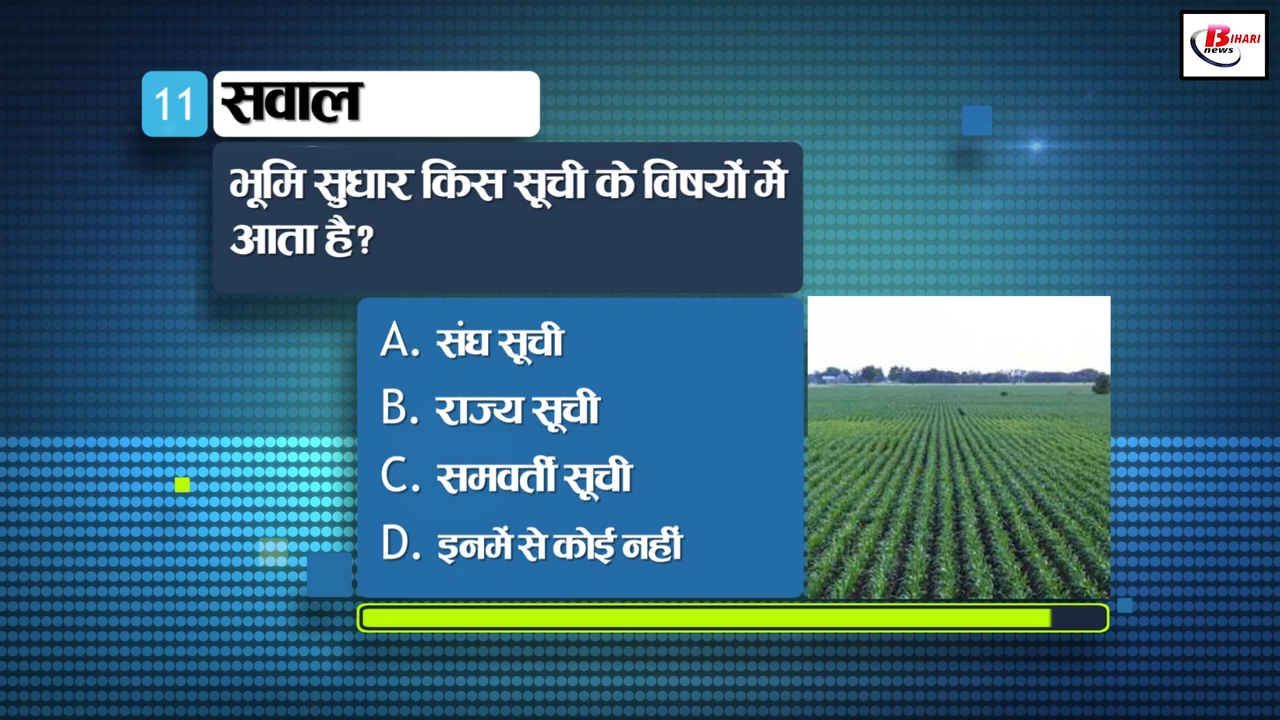 BIHARI
news
11 सवाल
भूमि सुधार किस सूची के विषयों में
आता है?
A. संघ सूची
B. राज्य सूची
C. समवर्ती सूची
D. इनमें से कोई नहीं